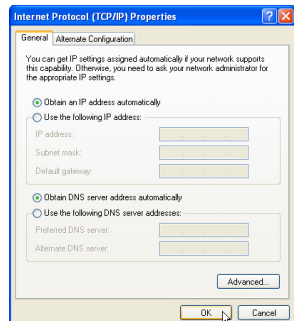 Internet Protocol (TCP/IP) Properties
General
Alternate Configuration
You can get IP settings assigned automatically if your network supports
this capability. Otherwise, you need to ask your network administrator for
the appropriate IP settings.
Obtain an IP address automatically
Use the following IP address:
IP address:
Subnet mask:
Default gateway:
Obtain DNS server address automatically
Use the following DNS server addresses:
Preferred DNS server:
Alternate DNS server:
Advanced...
OK
Cancel